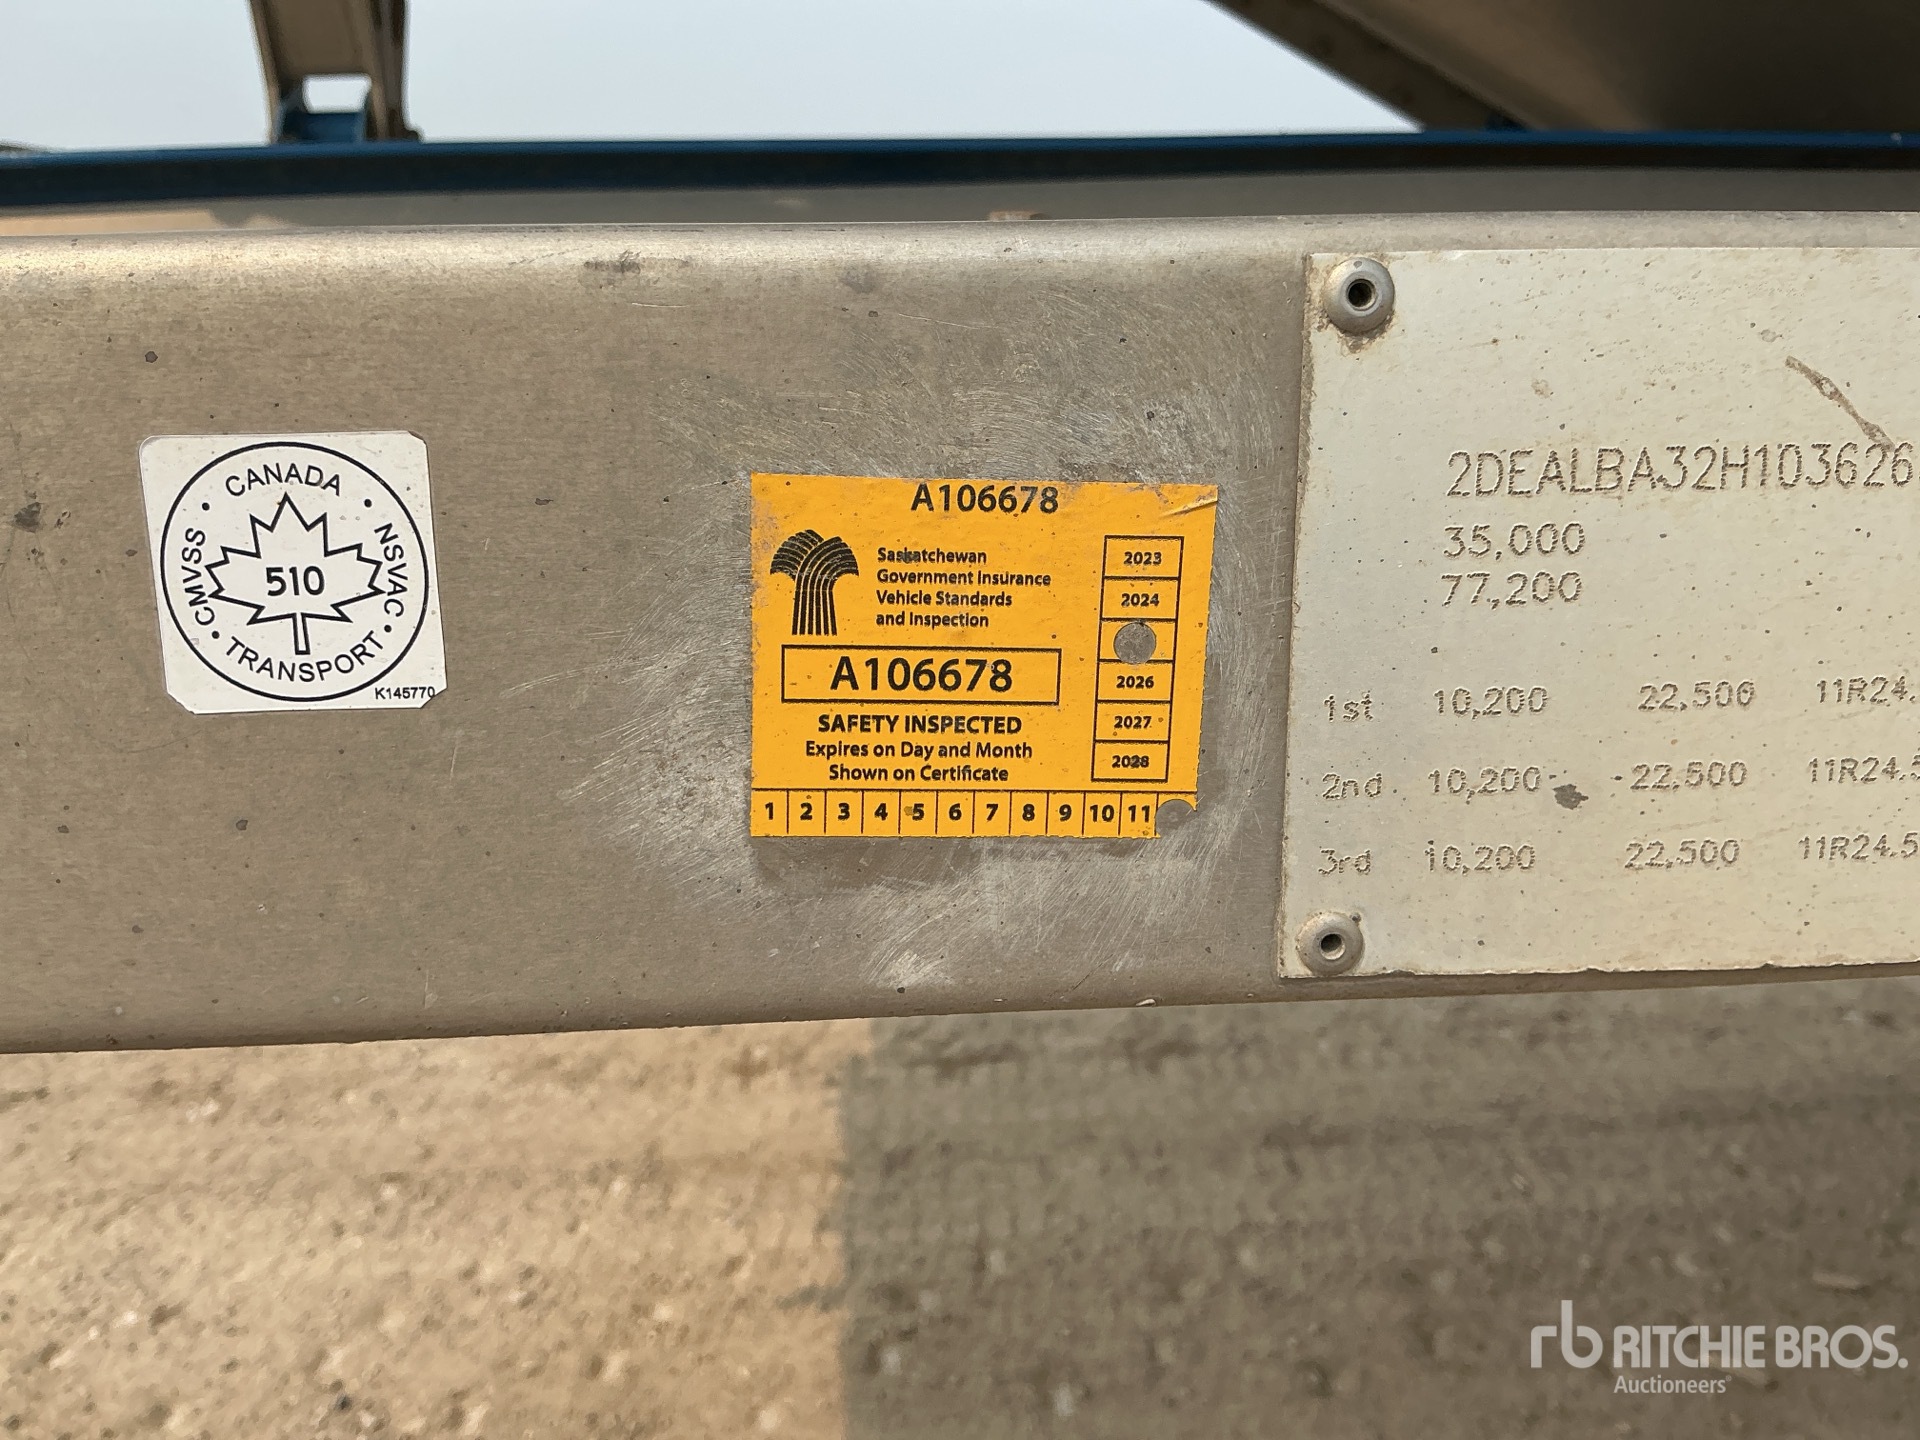 CANADA
CMVSS • NSVAC
510
TRANSPORT
K145770
A106678
Saskatchewan
Government Insurance
Vehicle Standards
and Inspection
A106678
SAFETY INSPECTED
Expires on Day and Month
Shown on Certificate
2023
2024
2026
2027
2028
1 2 3 4 5 6 7 8 9 10 11
2DEALBA32H103626
35,000
77,200
1st 10,200 22,500 11R24.
2nd 10,200 22,500 11R24.5
3rd 10,200 22,500 11R24.5
rb RITCHIE BROS.
Auctioneers